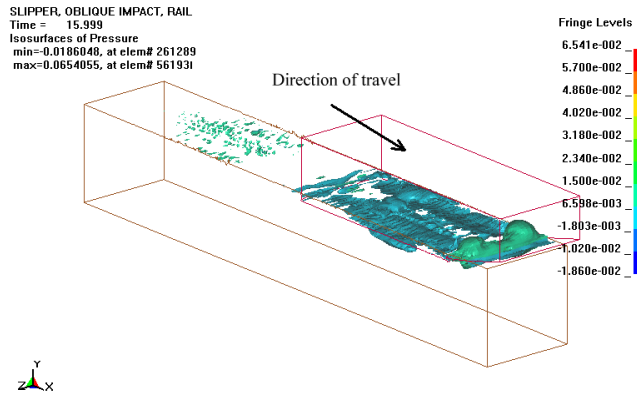 SLIPPER, OBLIQUE IMPACT, RAIL
Time = 15.999
Isosurfaces of Pressure
min=-0.0186048, at elem# 261289
max=0.0654055, at elem# 561931
Fringe Levels
6.541e-002
5.700e-002
4.860e-002
4.020e-002
3.180e-002
2.340e-002
1.500e-002
6.598e-003
-1.803e-003
-1.020e-002
-1.860e-002
Direction of travel
Y
Z X